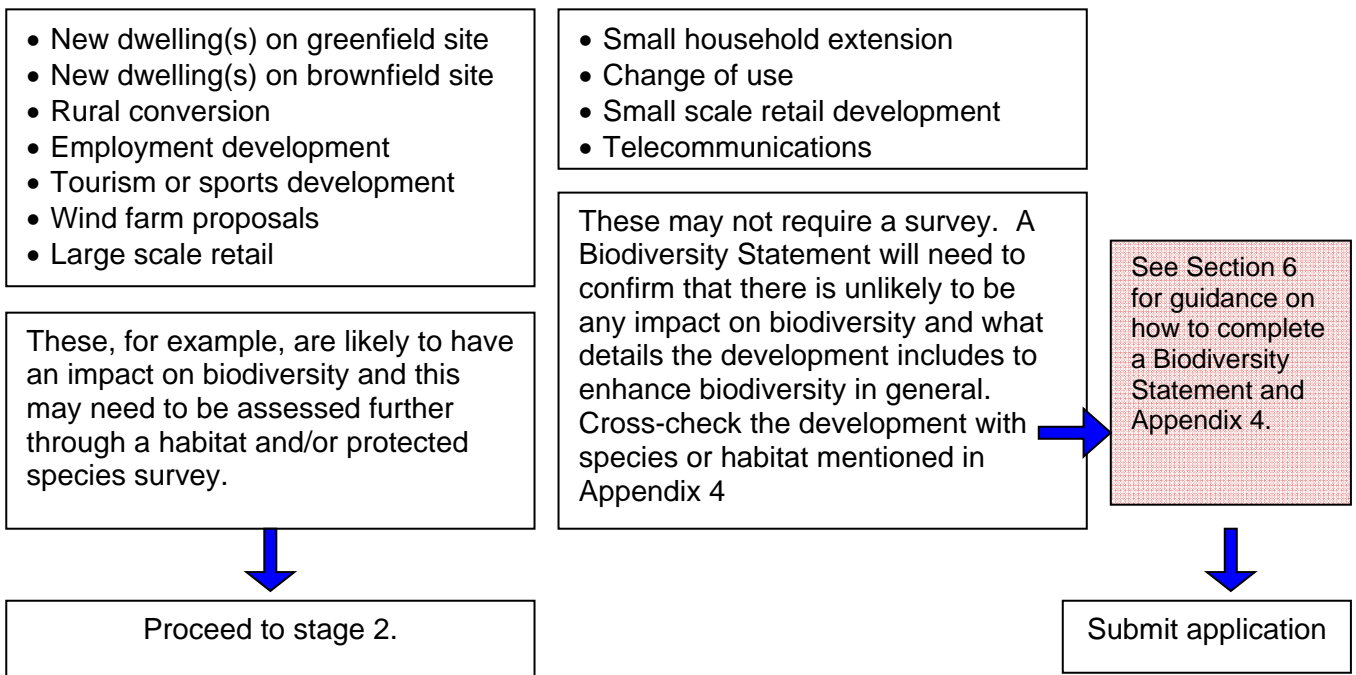 • New dwelling(s) on greenfield site
• New dwelling(s) on brownfield site
• Rural conversion
• Employment development
• Tourism or sports development
• Wind farm proposals
• Large scale retail
These, for example, are likely to have
an impact on biodiversity and this
may need to be assessed further
through a habitat and/or protected
species survey.
Proceed to stage 2.
• Small household extension
• Change of use
• Small scale retail development
• Telecommunications
These may not require a survey.  A
Biodiversity Statement will need to
confirm that there is unlikely to be
any impact on biodiversity and what
details the development includes to
enhance biodiversity in general.
Cross-check the development with
species or habitat mentioned in
Appendix 4
See Section 6
for guidance on
how to complete
a Biodiversity
Statement and
Appendix 4.
Submit application